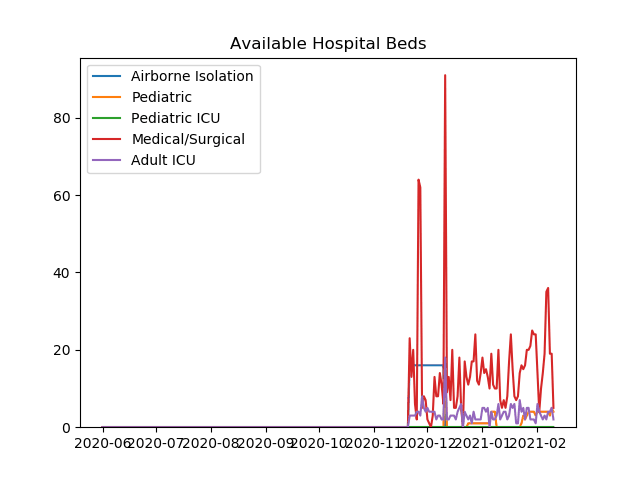 Available Hospital Beds
Airborne Isolation
Pediatric
Pediatric ICU
Medical/Surgical
Adult ICU
80
60
40
20
0
2020-06 2020-07 2020-08 2020-09 2020-10 2020-11 2020-12 2021-01 2021-02